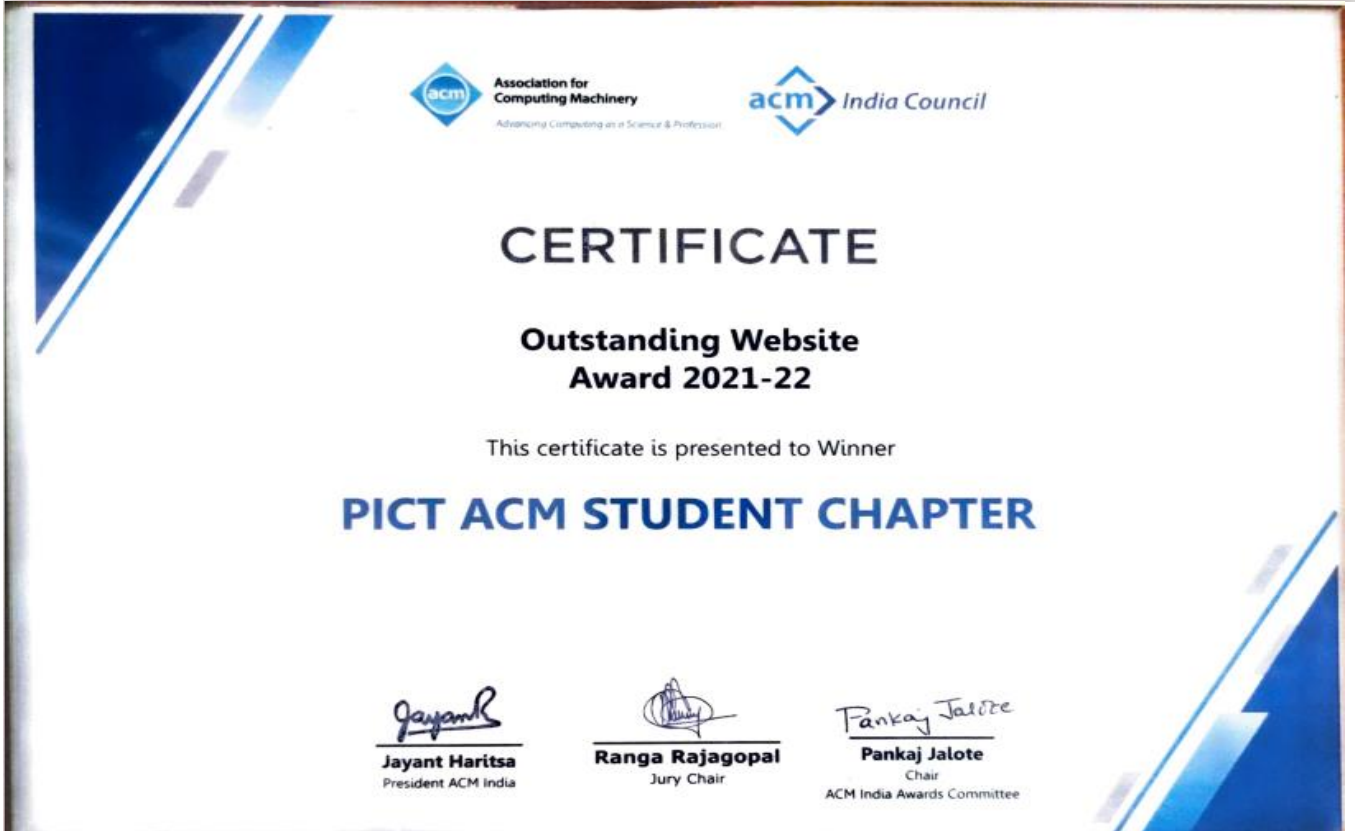 acm
Association for
Computing Machinery
Advancing Computing as a Science & Profession
acm India Council
CERTIFICATE
Outstanding Website
Award 2021-22
This certificate is presented to Winner
PICT ACM STUDENT CHAPTER
Pankaj Jalote
Jayant Haritsa
President ACM India
Ranga Rajagopal
Jury Chair
Pankaj Jalote
Chair
ACM India Awards Committee